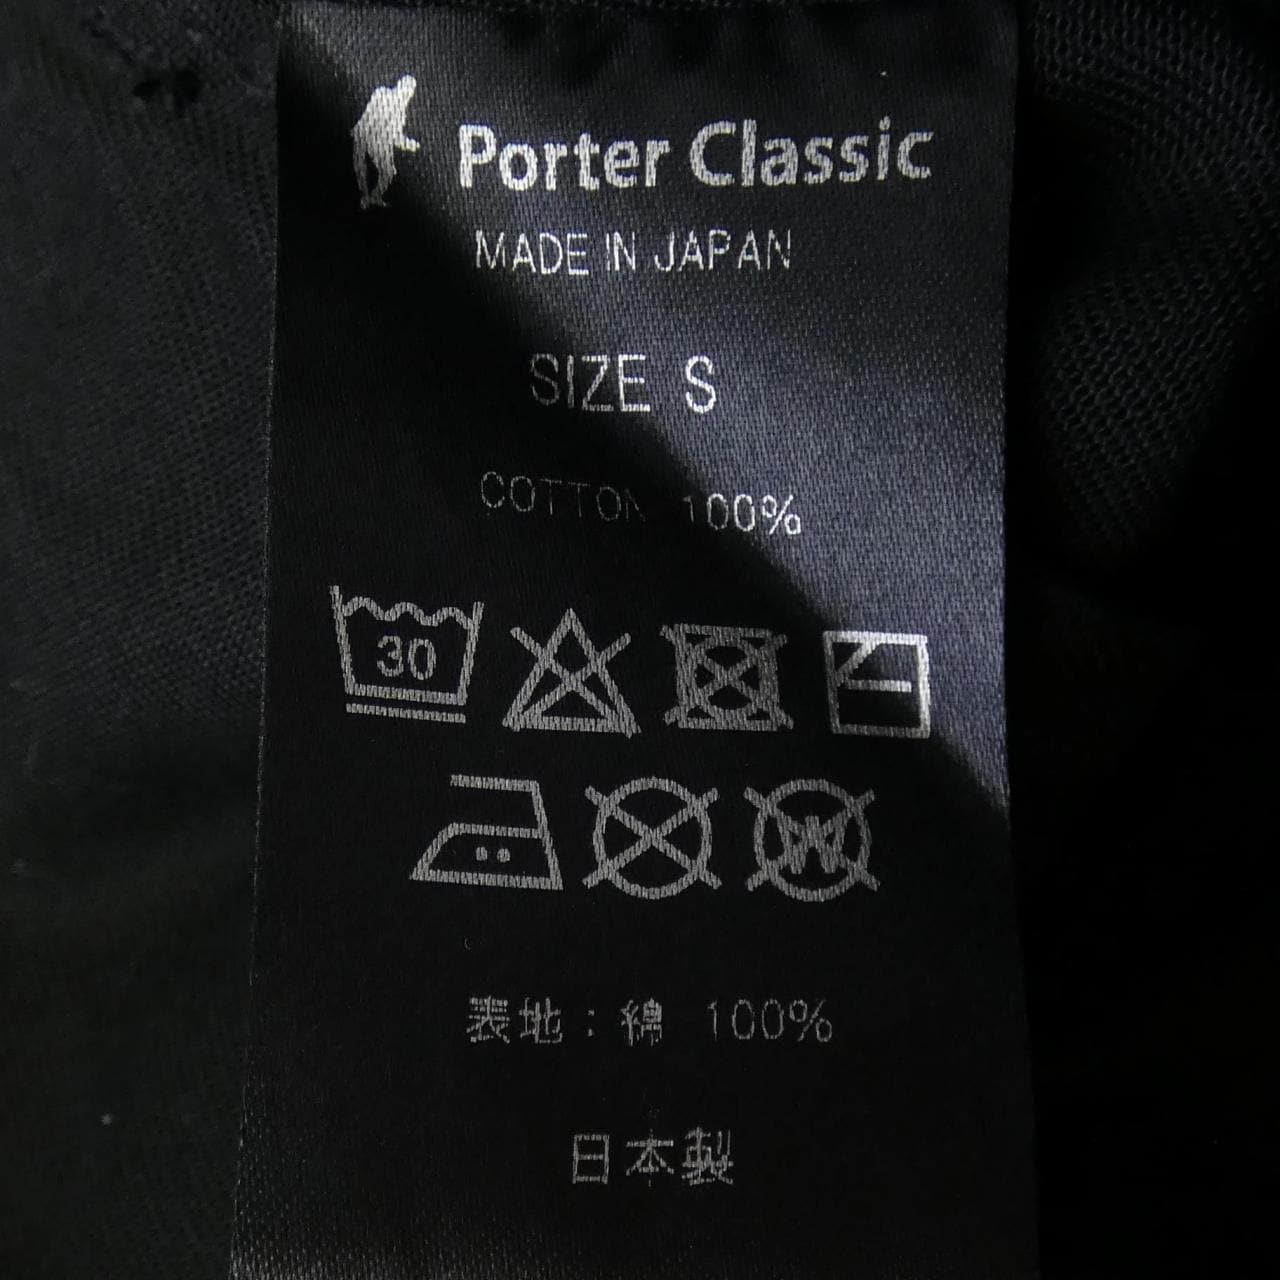 Porter Classic
MADE IN JAPAN
SIZE S
COTTON 100%
30
W
表地：綿 100%
日本製